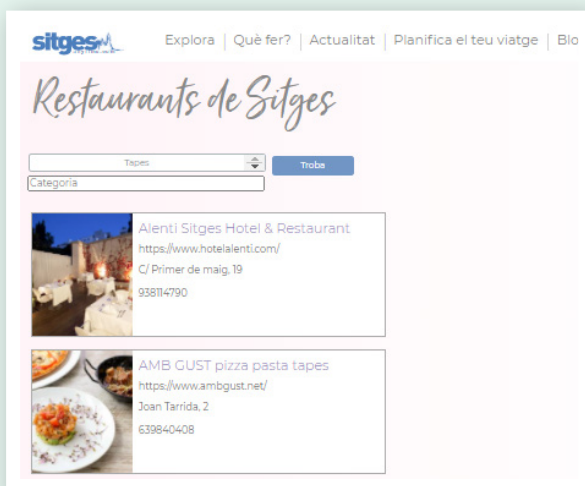 sitges
Explora | Què fer? | Actualitat | Planifica el teu viatge | Blo
Restaurants de Sitges
Tapes
Troba
Categoria
Alenti Sitges Hotel & Restaurant
https://www.hotelalenti.com/
C/ Primer de maig, 19
938114790
AMB GUST pizza pasta tapes
https://www.ambgust.net/
Joan Tarrida, 2
639840408